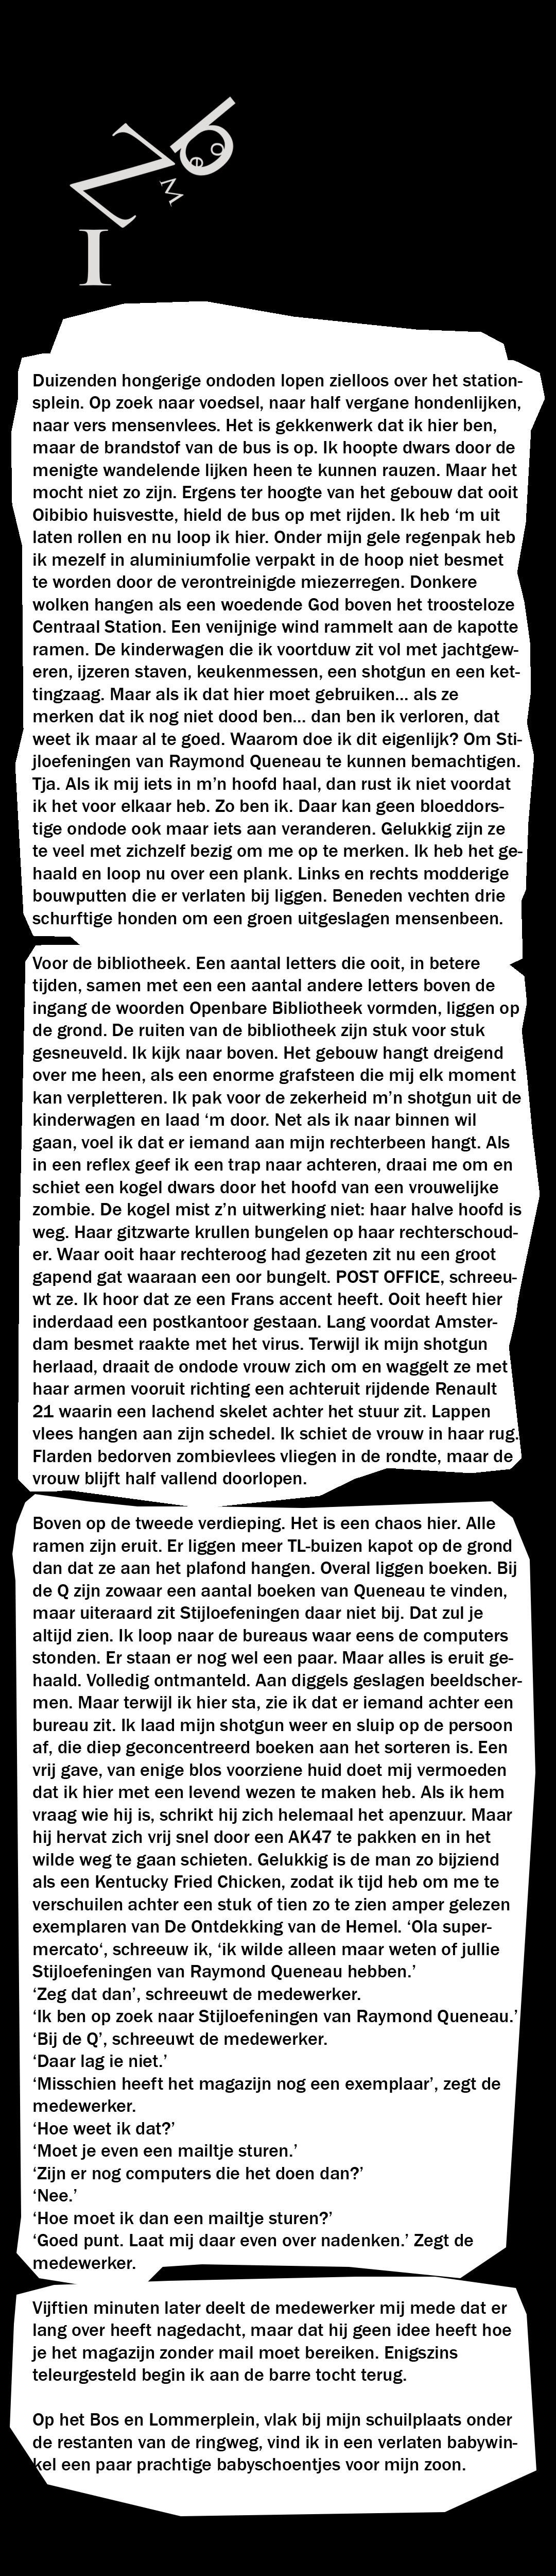 Z o M b i e
Duizenden hongerige ondoden lopen zielloos over het station-
splein. Op zoek naar voedsel, naar half vergane hondenlijken,
naar vers mensenvlees. Het is gekkenwerk dat ik hier ben,
maar de brandstof van de bus is op. Ik hoopte dwars door de
menigte wandelende lijken heen te kunnen rauzen. Maar het
mocht niet zo zijn. Ergens ter hoogte van het gebouw dat ooit
Oibibio huisvestte, hield de bus op met rijden. Ik heb ‘m uit
laten rollen en nu loop ik hier. Onder mijn gele regenpak heb
ik mezelf in aluminiumfolie verpakt in de hoop niet besmet
te worden door de verontreinigde miezerregen. Donkere
wolken hangen als een woedende God boven het troosteloze
Centraal Station. Een venijnige wind rammelt aan de kapotte
ramen. De kinderwagen die ik voortduw zit vol met jachtgew-
eren, ijzeren staven, keukenmessen, een shotgun en een ket-
tingzaag. Maar als ik dat hier moet gebruiken... als ze
merken dat ik nog niet dood ben... dan ben ik verloren, dat
weet ik maar al te goed. Waarom doe ik dit eigenlijk? Om Sti-
jloefeningen van Raymond Queneau te kunnen bemachtigen.
Tja. Als ik mij iets in m’n hoofd haal, dan rust ik niet voordat
ik het voor elkaar heb. Zo ben ik. Daar kan geen bloeddors-
tige ondode ook maar iets aan veranderen. Gelukkig zijn ze
te veel met zichzelf bezig om me op te merken. Ik heb het ge-
haald en loop nu over een plank. Links en rechts modderige
bouwputten die er verlaten bij liggen. Beneden vechten drie
schurftige honden om een groen uitgeslagen mensenbeen.
Voor de bibliotheek. Een aantal letters die ooit, in betere
tijden, samen met een een aantal andere letters boven de
ingang de woorden Openbare Bibliotheek vormden, liggen op
de grond. De ruiten van de bibliotheek zijn stuk voor stuk
gesneuveld. Ik kijk naar boven. Het gebouw hangt dreigend
over me heen, als een enorme grafsteen die mij elk moment
kan verpletteren. Ik pak voor de zekerheid m’n shotgun uit de
kinderwagen en laad ‘m door. Net als ik naar binnen wil
gaan, voel ik dat er iemand aan mijn rechterbeen hangt. Als
in een reflex geef ik een trap naar achteren, draai me om en
schiet een kogel dwars door het hoofd van een vrouwelijke
zombie. De kogel mist z’n uitwerking niet: haar halve hoofd is
weg. Haar gitzwarte krullen bungelen op haar rechterschoud-
er. Waar ooit haar rechteroog had gezeten zit nu een groot
gapend gat waaraan een oor bungelt. POST OFFICE, schreeu-
wt ze. Ik hoor dat ze een Frans accent heeft. Ooit heeft hier
inderdaad een postkantoor gestaan. Lang voordat Amster-
dam besmet raakte met het virus. Terwijl ik mijn shotgun
herlaad, draait de ondode vrouw zich om en waggelt ze met
haar armen vooruit richting een achteruit rijdende Renault
21 waarin een lachend skelet achter het stuur zit. Lappen
vlees hangen aan zijn schedel. Ik schiet de vrouw in haar rug.
Flarden bedorven zombievlees vliegen in de rondte, maar de
vrouw blijft half vallend doorlopen.
Boven op de tweede verdieping. Het is een chaos hier. Alle
ramen zijn eruit. Er liggen meer TL-buizen kapot op de grond
dan dat ze aan het plafond hangen. Overal liggen boeken. Bij
de Q zijn zowaar een aantal boeken van Queneau te vinden,
maar uiteraard zit Stijloefeningen daar niet bij. Dat zul je
altijd zien. Ik loop naar de bureaus waar eens de computers
stonden. Er staan er nog wel een paar. Maar alles is eruit ge-
haald. Volledig ontmanteld. Aan diggels geslagen beeldscher-
men. Maar terwijl ik hier sta, zie ik dat er iemand achter een
bureau zit. Ik laad mijn shotgun weer en sluip op de persoon
af, die diep geconcentreerd boeken aan het sorteren is. Een
vrij gave, van enige blos voorziene huid doet mij vermoeden
dat ik hier met een levend wezen te maken heb. Als ik hem
vraag wie hij is, schrikt hij zich helemaal het apenzuur. Maar
hij hervat zich vrij snel door een AK47 te pakken en in het
wilde weg te gaan schieten. Gelukkig is de man zo bijziend
als een Kentucky Fried Chicken, zodat ik tijd heb om me te
verschuilen achter een stuk of tien zo te zien amper gelezen
exemplaren van De Ontdekking van de Hemel. ‘Ola super-
mercato‘, schreeuw ik, ‘ik wilde alleen maar weten of jullie
Stijloefeningen van Raymond Queneau hebben.’
‘Zeg dat dan’, schreeuwt de medewerker.
‘Ik ben op zoek naar Stijloefeningen van Raymond Queneau.’
‘Bij de Q’, schreeuwt de medewerker.
‘Daar lag ie niet.’
‘Misschien heeft het magazijn nog een exemplaar’, zegt de
medewerker.
‘Hoe weet ik dat?’
‘Moet je even een mailtje sturen.’
‘Zijn er nog computers die het doen dan?’
‘Nee.’
‘Hoe moet ik dan een mailtje sturen?’
‘Goed punt. Laat mij daar even over nadenken.’ Zegt de
medewerker.
Vijftien minuten later deelt de medewerker mij mede dat er
lang over heeft nagedacht, maar dat hij geen idee heeft hoe
je het magazijn zonder mail moet bereiken. Enigszins
teleurgesteld begin ik aan de barre tocht terug.
Op het Bos en Lommerplein, vlak bij mijn schuilplaats onder
de restanten van de ringweg, vind ik in een verlaten babywin-
kel een paar prachtige babyschoentjes voor mijn zoon.